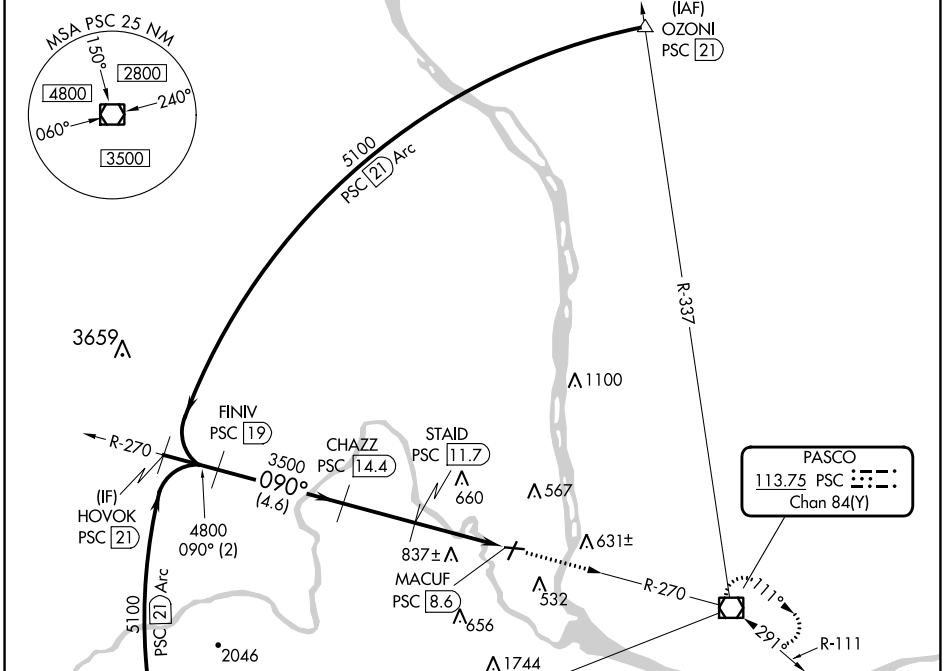 MSA PSC 25 NM
150°
2800
4800
240°
060°
3500
(IAF)
OZONI
PSC 21
5100
PSC 21 Arc
R-337
3659
1100
FINIV
PSC 19
R-270
3500
090°
(4.6)
CHAZZ
PSC 14.4
STAID
PSC 11.7
660
567
PASCO
113.75 PSC
Chan 84(Y)
(IF)
HOVOK
PSC 21
4800
090° (2)
837±
631±
MACUF
PSC 8.6
532
R-270
111°
656
291°
R-111
5100
PSC 21 Arc
2046
1744